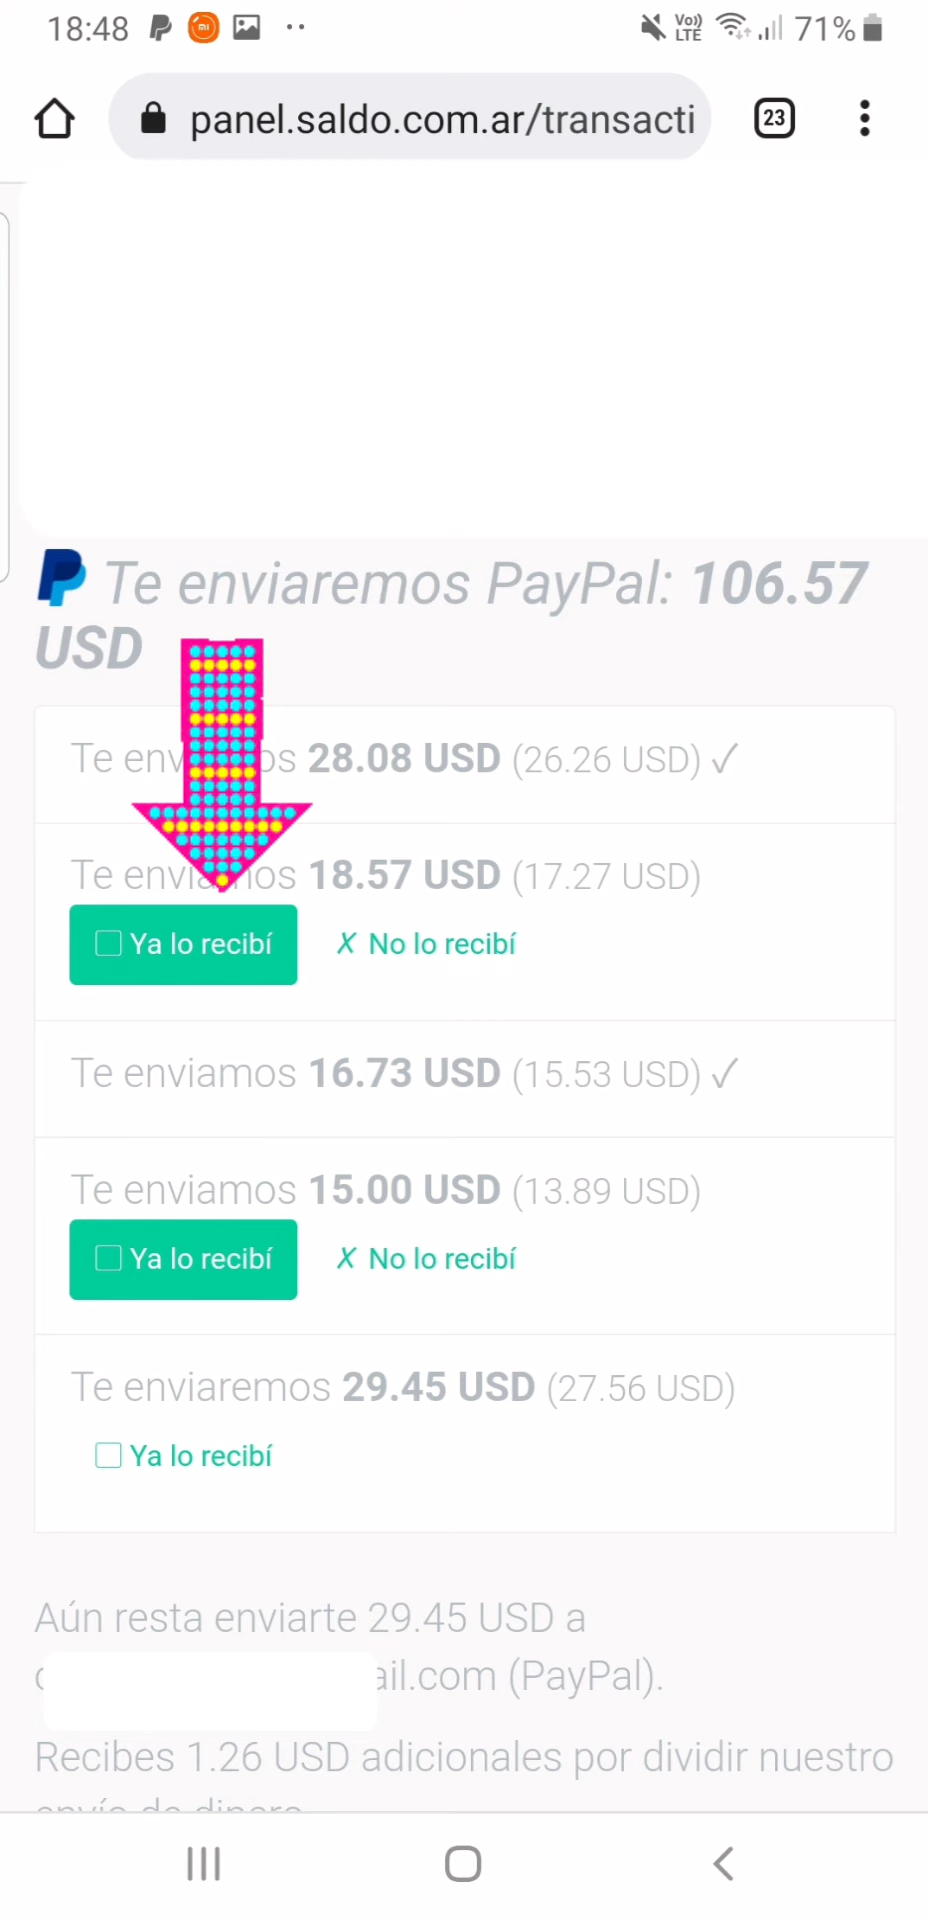 18:48
Vo))
LTE
71%
panel.saldo.com.ar/transacti
23
Te enviaremos PayPal: 106.57
USD
28.08 USD (26.26 USD) ✓
18.57 USD (17.27 USD)
Ya lo recibí ✗ No lo recibí
Te enviamos 16.73 USD (15.53 USD) ✓
Te enviamos 15.00 USD (13.89 USD)
Ya lo recibí ✗ No lo recibí
Te enviaremos 29.45 USD (27.56 USD)
Ya lo recibí
Aún resta enviarte 29.45 USD a
ail.com (PayPal).
Recibes 1.26 USD adicionales por dividir nuestro